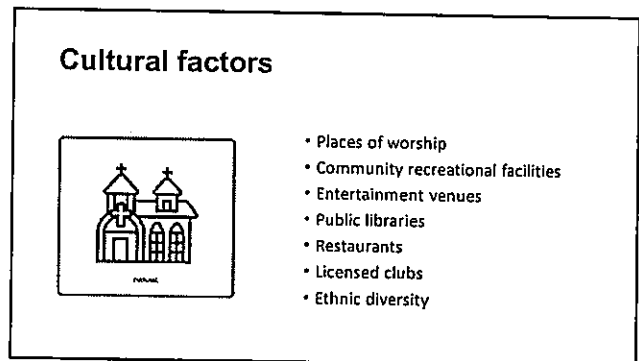 Cultural factors
• Places of worship
• Community recreational facilities
• Entertainment venues
• Public libraries
• Restaurants
• Licensed clubs
• Ethnic diversity